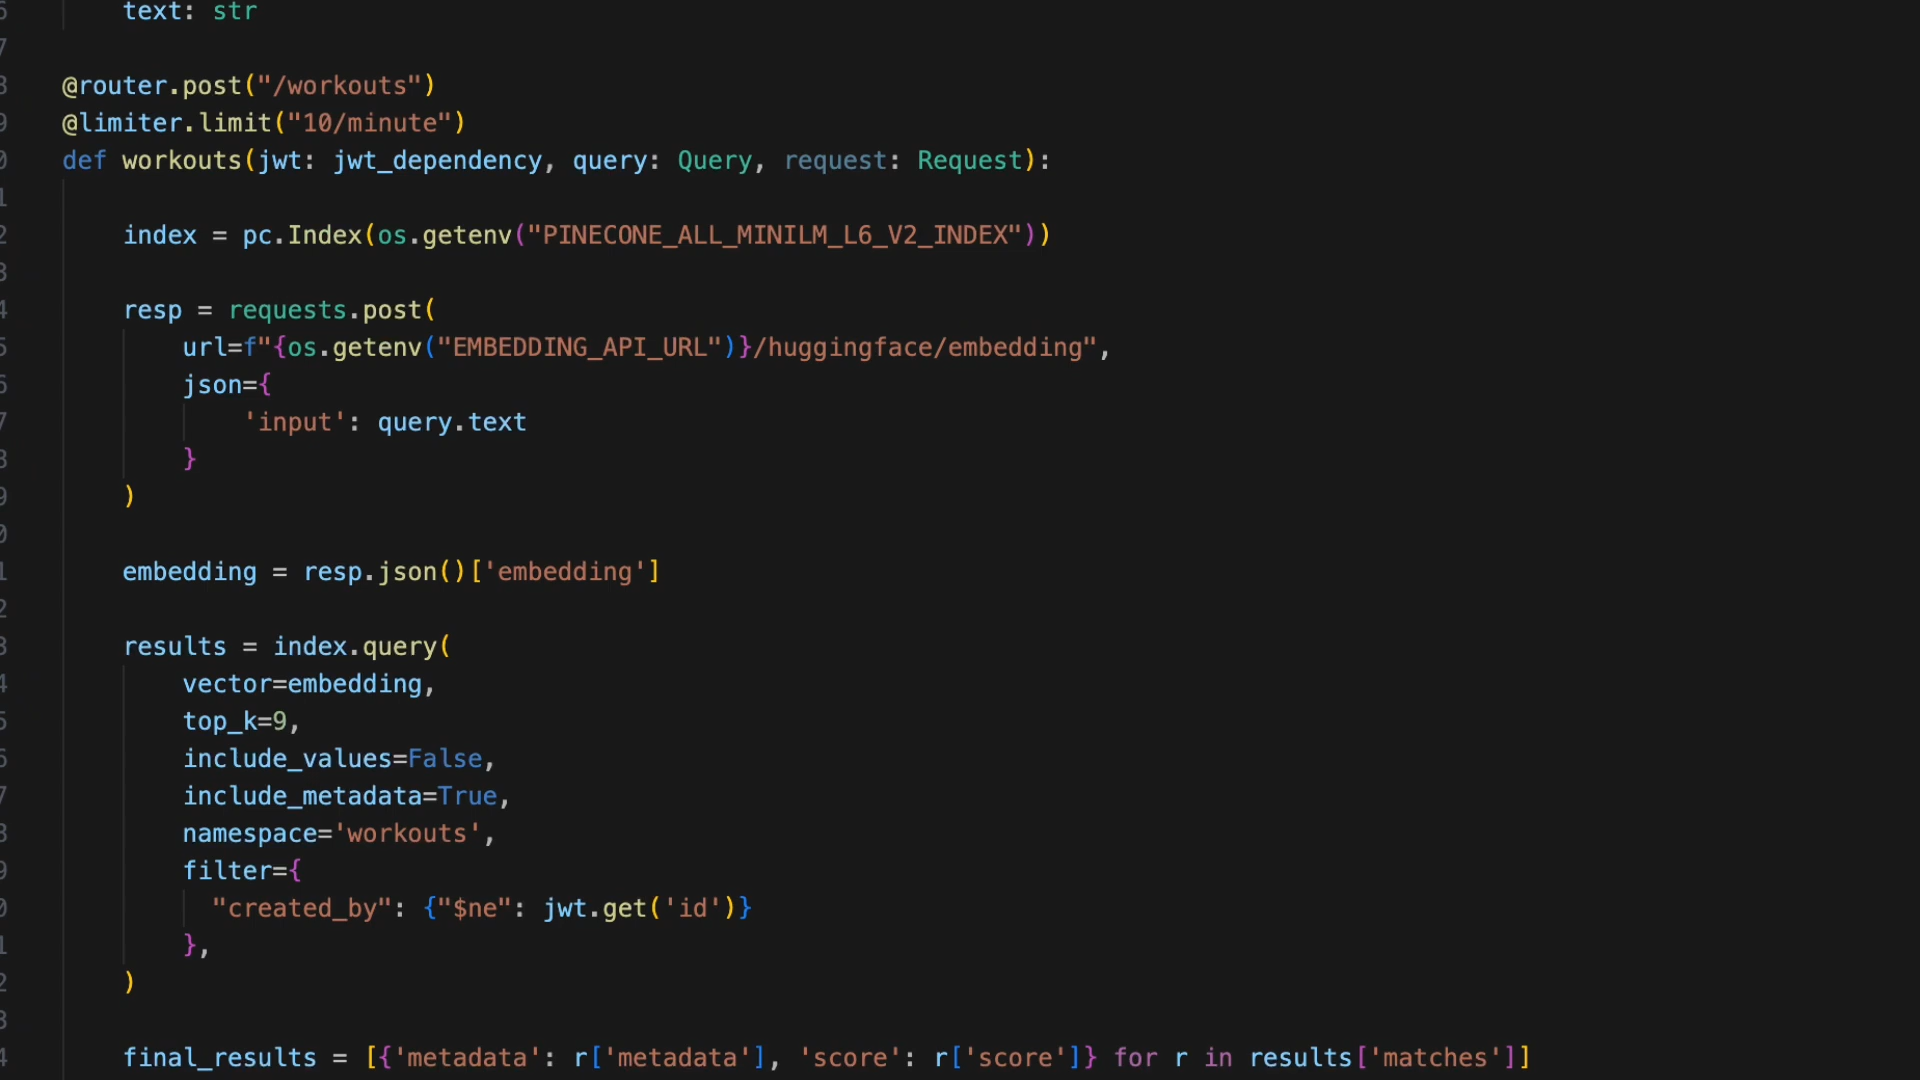 text: str
@router.post("/workouts")
@limiter.limit("10/minute")
def workouts(jwt: jwt_dependency, query: Query, request: Request):
index = pc.Index(os.getenv("PINECONE_ALL_MINILM_L6_V2_INDEX"))
resp = requests.post(
url=f"{os.getenv("EMBEDDING_API_URL")}/huggingface/embedding",
json={
'input': query.text
}
)
embedding = resp.json()['embedding']
results = index.query(
vector=embedding,
top_k=9,
include_values=False,
include_metadata=True,
namespace='workouts',
filter={
"created_by": {"$ne": jwt.get('id')}
},
)
final_results = [{'metadata': r['metadata'], 'score': r['score']} for r in results['matches']]